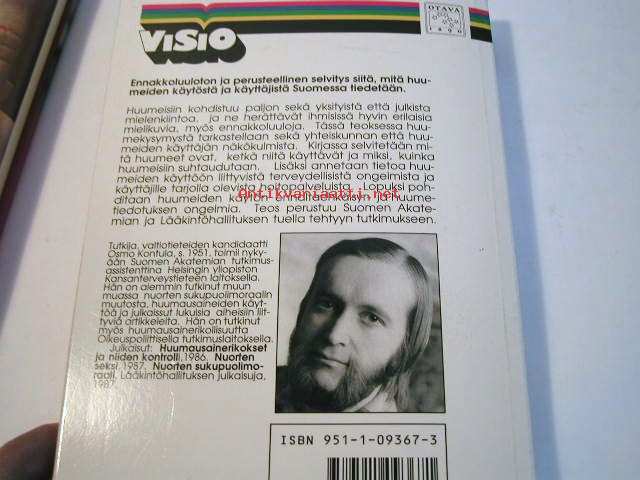 OTAVA
1890
VISIO
Ennakkoluuloton ja perusteellinen selvitys siitä, mitä huu-
meiden käytöstä ja käyttäjistä Suomessa tiedetään.
Huumeisiin kohdistuu paljon sekä yksityistä että julkista
mielenkiintoa, ja ne herättävät ihmisissä hyvin erilaisia
mielikuvia, myös ennakkoluuloja. Tässä teoksessa huu-
mekysymystä tarkastellaan sekä yhteiskunnan että huu-
meiden käyttäjän näkökulmista. Kirjassa selvitetään mi-
tä huumeet ovat, ketkä niitä käyttävät ja miksi, kuinka
huumeisiin suhtaudutaan. Lisäksi annetaan tietoa huu-
meiden käyttöön liittyvistä terveydellisistä ongelmista ja
käyttäjille tarjolla olevista hoitopalveluista. Lopuksi poh-
ditaan huumeiden käytön ennaltaehkäisyn ja huume-
tiedotuksen ongelmia. Teos perustuu Suomen Akate-
mian ja Lääkintöhallituksen tuella tehtyyn tutkimukseen.
Antikvariaatti.net
Tutkija, valtiotieteiden kandidaatti
Osmo Kontula, s. 1951, toimii nyky-
ään Suomen Akatemian tutkimus-
assistenttina Helsingin yliopiston
Kansanterveystieteen laitoksella.
Hän on aiemmin tutkinut muun
muassa nuorten sukupuolimoraalin
muutosta, huumausaineiden käyt-
töä ja julkaissut lukuisia aiheisiin liit-
tyviä artikkeleita. Hän on tutkinut
myös huumausainerikollisuutta
Oikeuspoliittisella tutkimuslaitoksella.
Julkaisut: Huumausainerikokset
ja niiden kontrolli, 1986. Nuorten
seksi, 1987. Nuorten sukupuolimo-
raali, Lääkintöhallituksen julkaisuja,
1987.
ISBN 951-1-09367-3